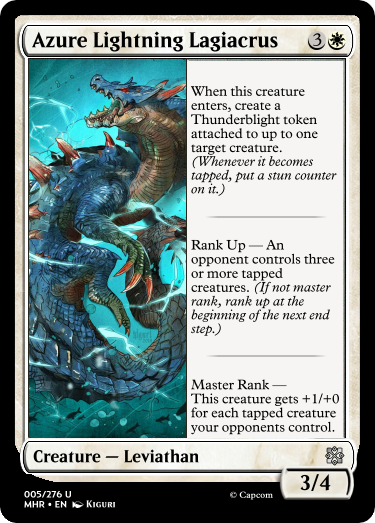 Azure Lightning Lagiacrus 3
When this creature
enters, create a
Thunderblight token
attached to up to one
target creature.
(Whenever it becomes
tapped, put a stun counter
on it.)
Rank Up — An
opponent controls three
or more tapped
creatures. (If not master
rank, rank up at the
beginning of the next end
step.)
Master Rank —
This creature gets +1/+0
for each tapped creature
your opponents control.
Creature — Leviathan
3/4
005/276 U
MHR • EN Kiguri
© Capcom